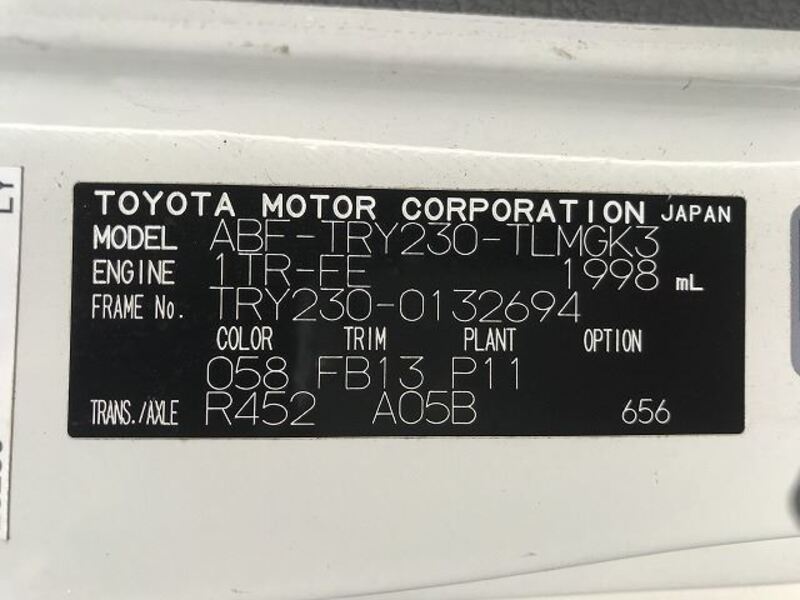 TOYOTA MOTOR CORPORATION JAPAN
MODEL ABF-TRY230-TLMGK3
ENGINE 1TR-FE 1998 mL
FRAME No. TRY230-0132694
COLOR TRIM PLANT OPTION
058 FB13 P11
TRANS./AXLE R452 A05B 656